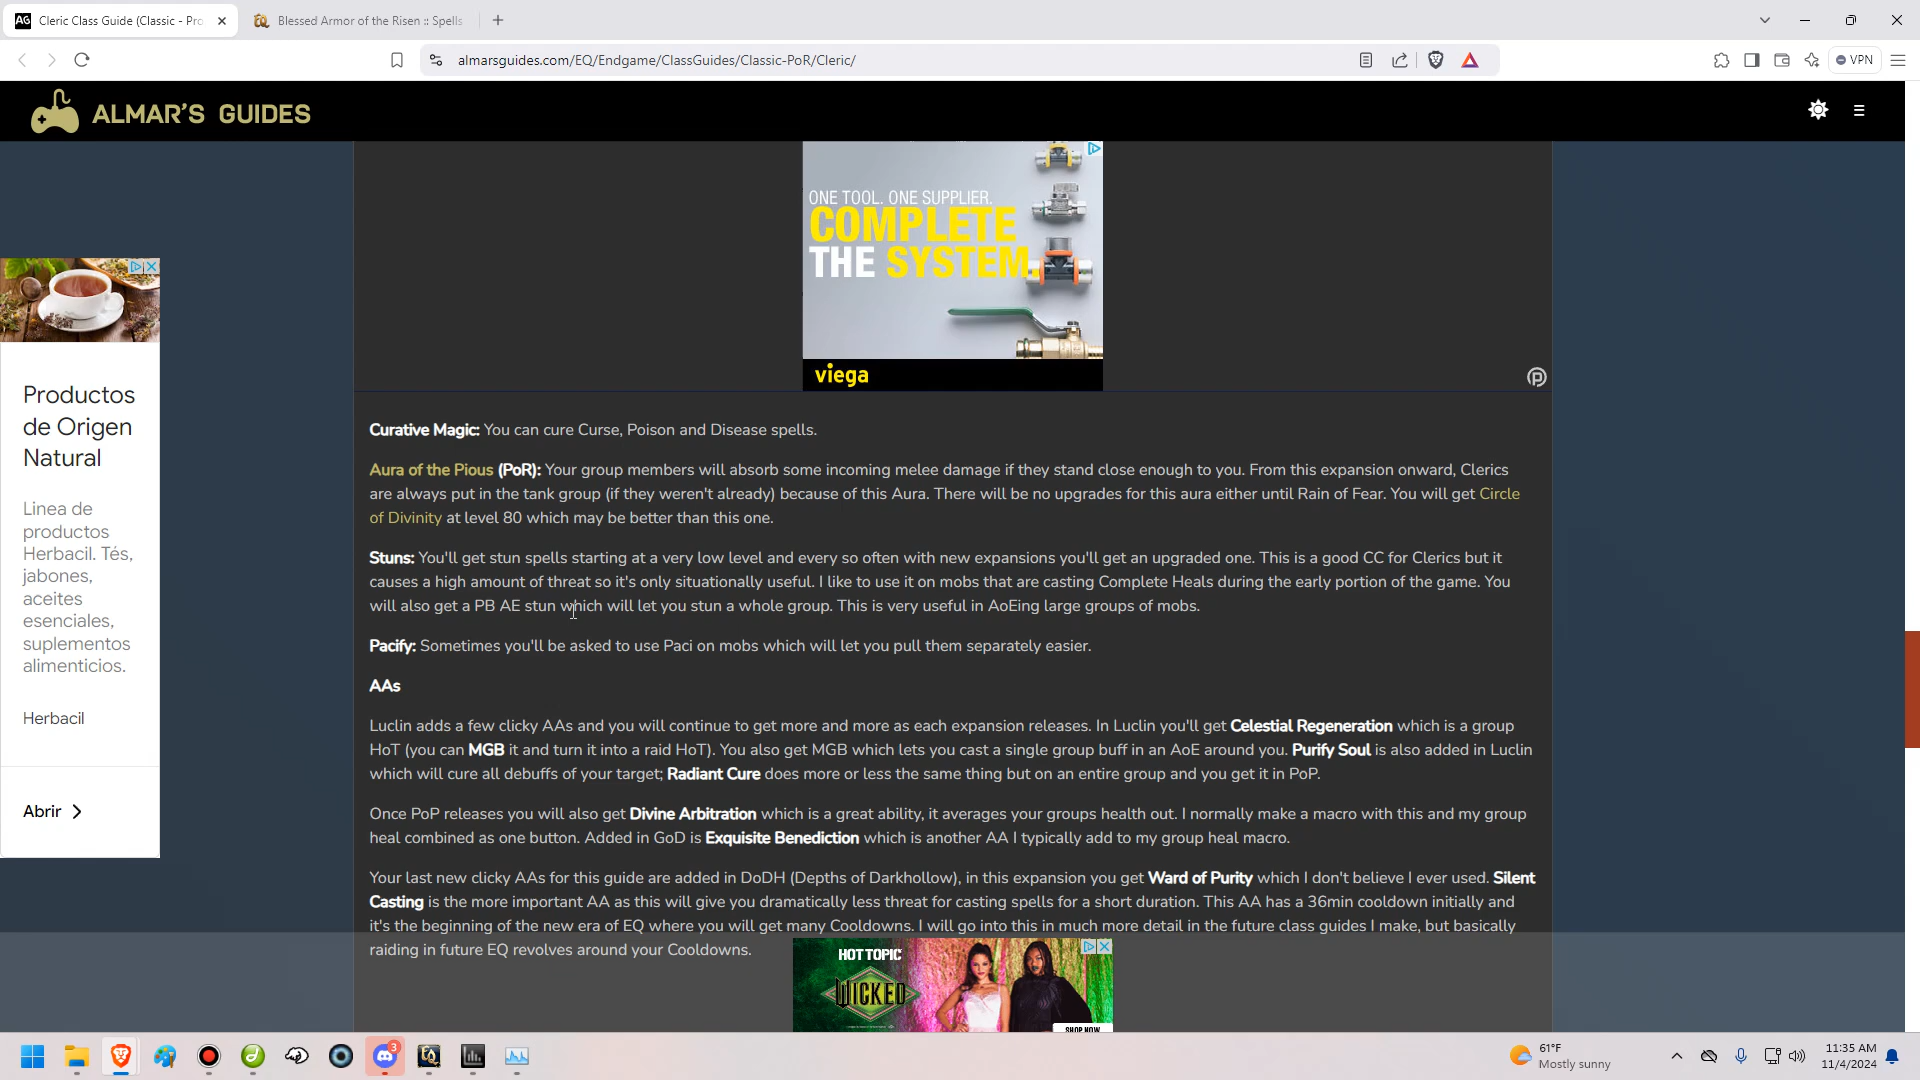 Cleric Class Guide (Classic - Pro
Blessed Armor of the Risen :: Spells
almarsguides.com/EQ/Endgame/ClassGuides/Classic-PoR/Cleric/
VPN
ALMAR'S GUIDES
ONE TOOL. ONE SUPPLIER.
COMPLETE
THE SYSTEM
viega
Productos
de Origen
Natural
Linea de
productos
Herbacil. Tés,
jabones,
aceites
esenciales,
suplementos
alimenticios.
Herbacil
Abrir
Curative Magic: You can cure Curse, Poison and Disease spells.
Aura of the Pious (PoR): Your group members will absorb some incoming melee damage if they stand close enough to you. From this expansion onward, Clerics
are always put in the tank group (if they weren't already) because of this Aura. There will be no upgrades for this aura either until Rain of Fear. You will get Circle
of Divinity at level 80 which may be better than this one.
Stuns: You'll get stun spells starting at a very low level and every so often with new expansions you'll get an upgraded one. This is a good CC for Clerics but it
causes a high amount of threat so it's only situationally useful. I like to use it on mobs that are casting Complete Heals during the early portion of the game. You
will also get a PB AE stun which will let you stun a whole group. This is very useful in AoEing large groups of mobs.
Pacify: Sometimes you'll be asked to use Paci on mobs which will let you pull them separately easier.
AAs
Luclin adds a few clicky AAs and you will continue to get more and more as each expansion releases. In Luclin you'll get Celestial Regeneration which is a group
HoT (you can MGB it and turn it into a raid HoT). You also get MGB which lets you cast a single group buff in an AoE around you. Purify Soul is also added in Luclin
which will cure all debuffs of your target; Radiant Cure does more or less the same thing but on an entire group and you get it in PoP.
Once PoP releases you will also get Divine Arbitration which is a great ability, it averages your groups health out. I normally make a macro with this and my group
heal combined as one button. Added in GoD is Exquisite Benediction which is another AA I typically add to my group heal macro.
Your last new clicky AAs for this guide are added in DoDH (Depths of Darkhollow), in this expansion you get Ward of Purity which I don't believe I ever used. Silent
Casting is the more important AA as this will give you dramatically less threat for casting spells for a short duration. This AA has a 36min cooldown initially and
it's the beginning of the new era of EQ where you will get many Cooldowns. I will go into this in much more detail in the future class guides I make, but basically
raiding in future EQ revolves around your Cooldowns.
HOT TOPIC
WICKED
SHOP NOW
3
61°F
Mostly sunny
11:35 AM
11/4/2024